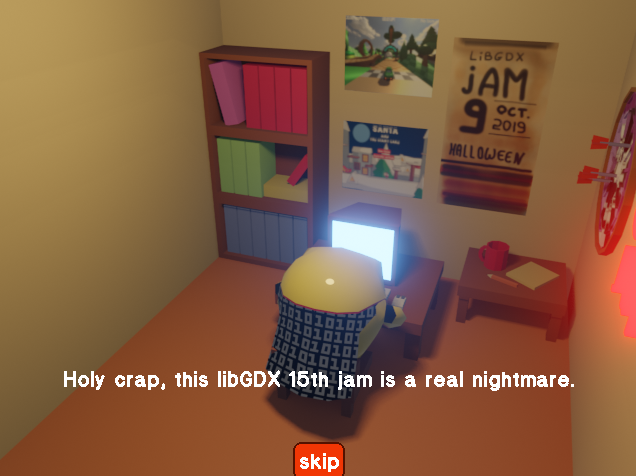 LiBGDX
jAM
9 OCT.
2019
HALLOWEEN
SANTA
Holy crap, this libGDX 15th jam is a real nightmare.
skip